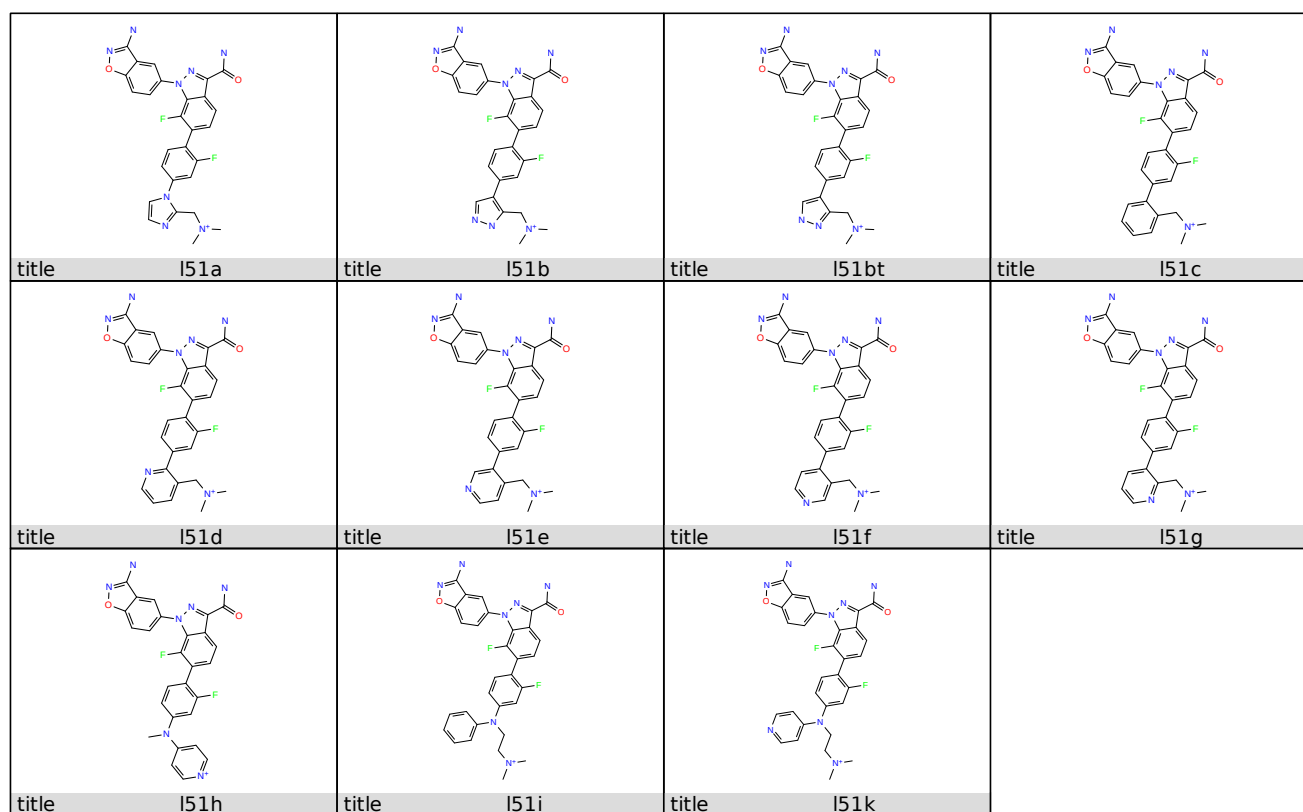 N
N N
O N N O
F
F
N
N N⁺
title l51a
N
N N
O N N O
F
F
N N
N⁺
title l51b
N
N N
O N N O
F
F
N N
N⁺
title l51bt
N
N N
O N N O
F
F
N⁺
title l51c
N
N N
O N N O
F
F
N
N⁺
title l51d
N
N N
O N N O
F
F
N N⁺
title l51e
N
N N
O N N O
F
F
N N⁺
title l51f
N
N N
O N N O
F
F
N N⁺
title l51g
N
N N
O N N O
F
F
N
N⁺
title l51h
N
N N
O N N O
F
F
N
N⁺
title l51i
N
N N
O N N O
F
F
N N
N⁺
title l51k